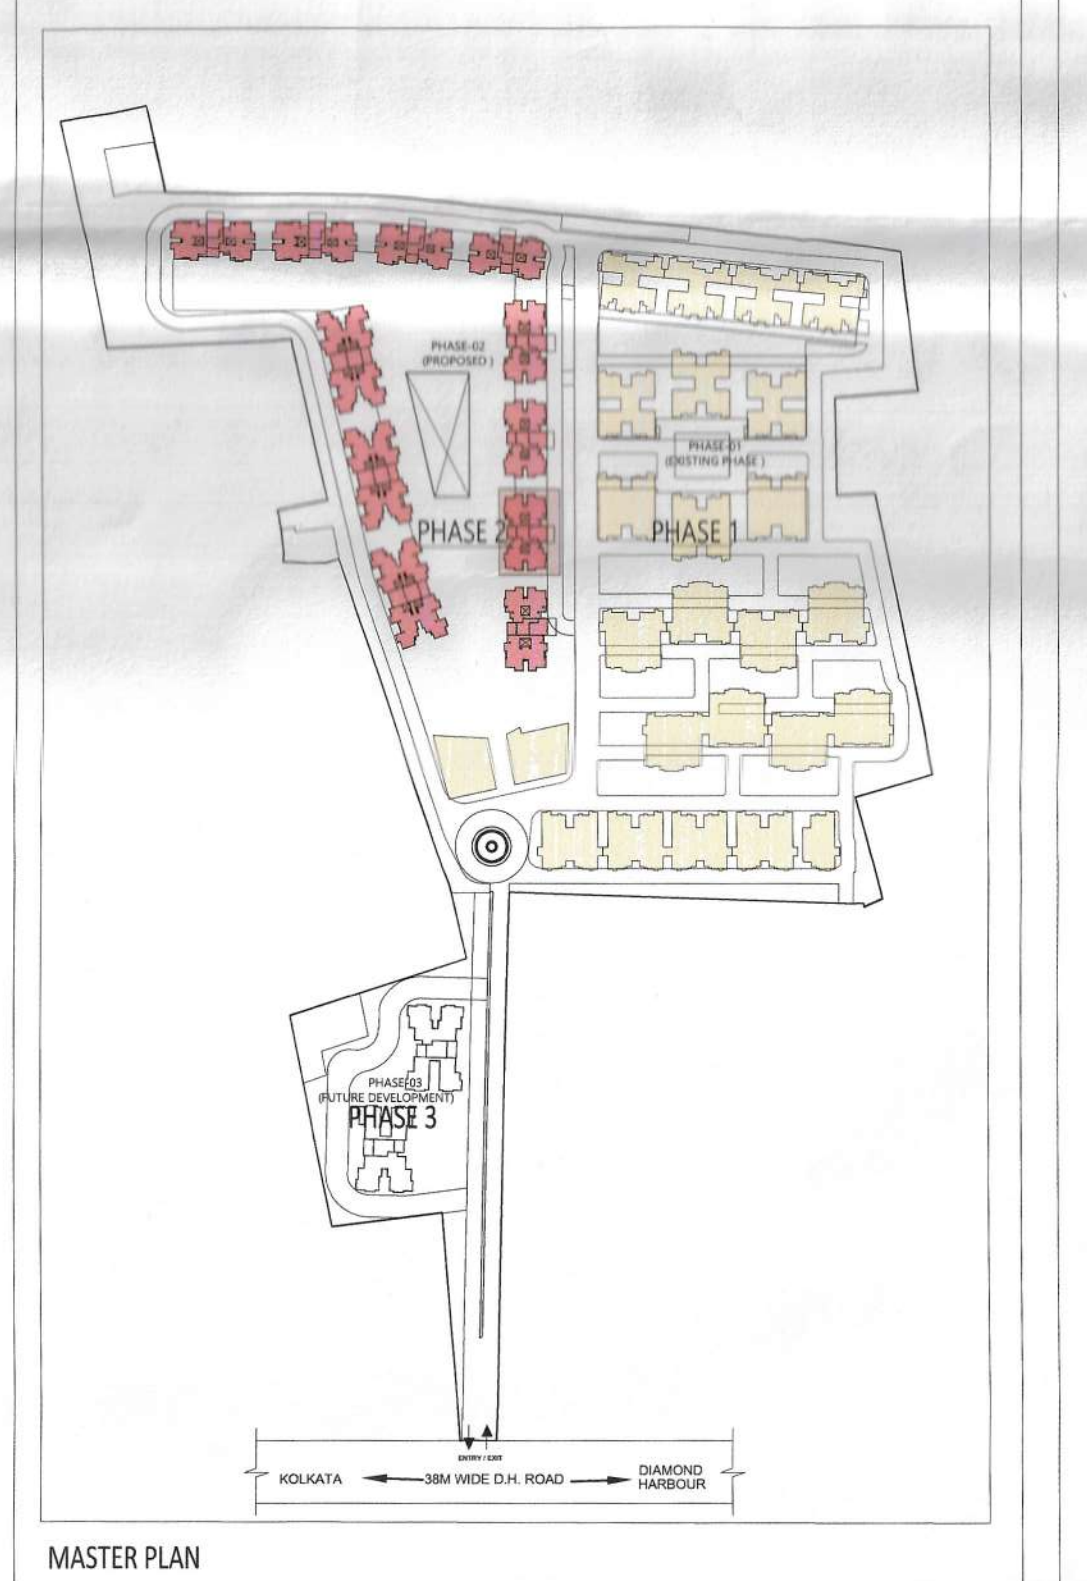 PHASE-02
(PROPOSED )
PHASE-01
(EXISTING PHASE )
PHASE 2
PHASE 1
PHASE-03
(FUTURE DEVELOPMENT)
PHASE 3
ENTRY / EXIT
KOLKATA
38M WIDE D.H. ROAD
DIAMOND
HARBOUR
MASTER PLAN